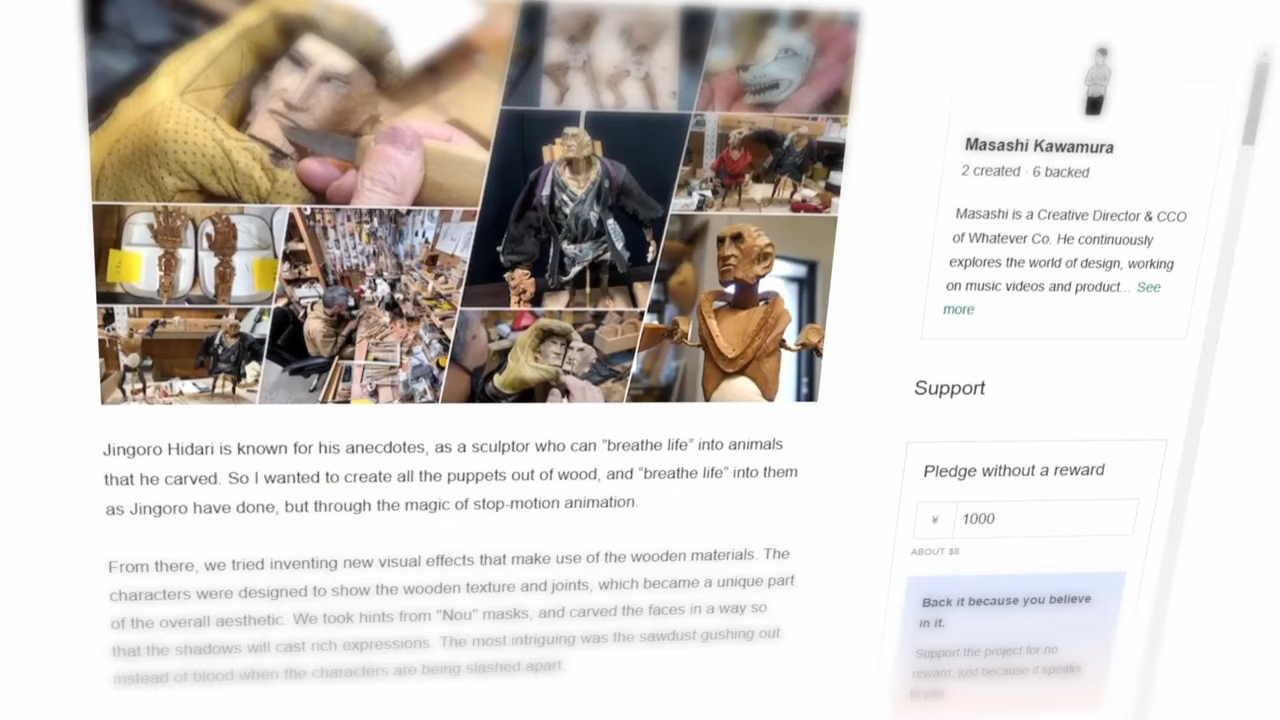 Masashi Kawamura
2 created · 6 backed
Masashi is a Creative Director & CCO
of Whatever Co. He continuously
explores the world of design, working
on music videos and product... See
more
Support
Pledge without a reward
¥ 1000
ABOUT $8
Back it because you believe
in it.
Support the project for no
reward, just because it speaks
to you.
Jingoro Hidari is known for his anecdotes, as a sculptor who can "breathe life" into animals
that he carved. So I wanted to create all the puppets out of wood, and "breathe life" into them
as Jingoro have done, but through the magic of stop-motion animation.
From there, we tried inventing new visual effects that make use of the wooden materials. The
characters were designed to show the wooden texture and joints, which became a unique part
of the overall aesthetic. We took hints from "Nou" masks, and carved the faces in a way so
that the shadows will cast rich expressions. The most intriguing was the sawdust gushing out
instead of blood when the characters are being slashed apart.